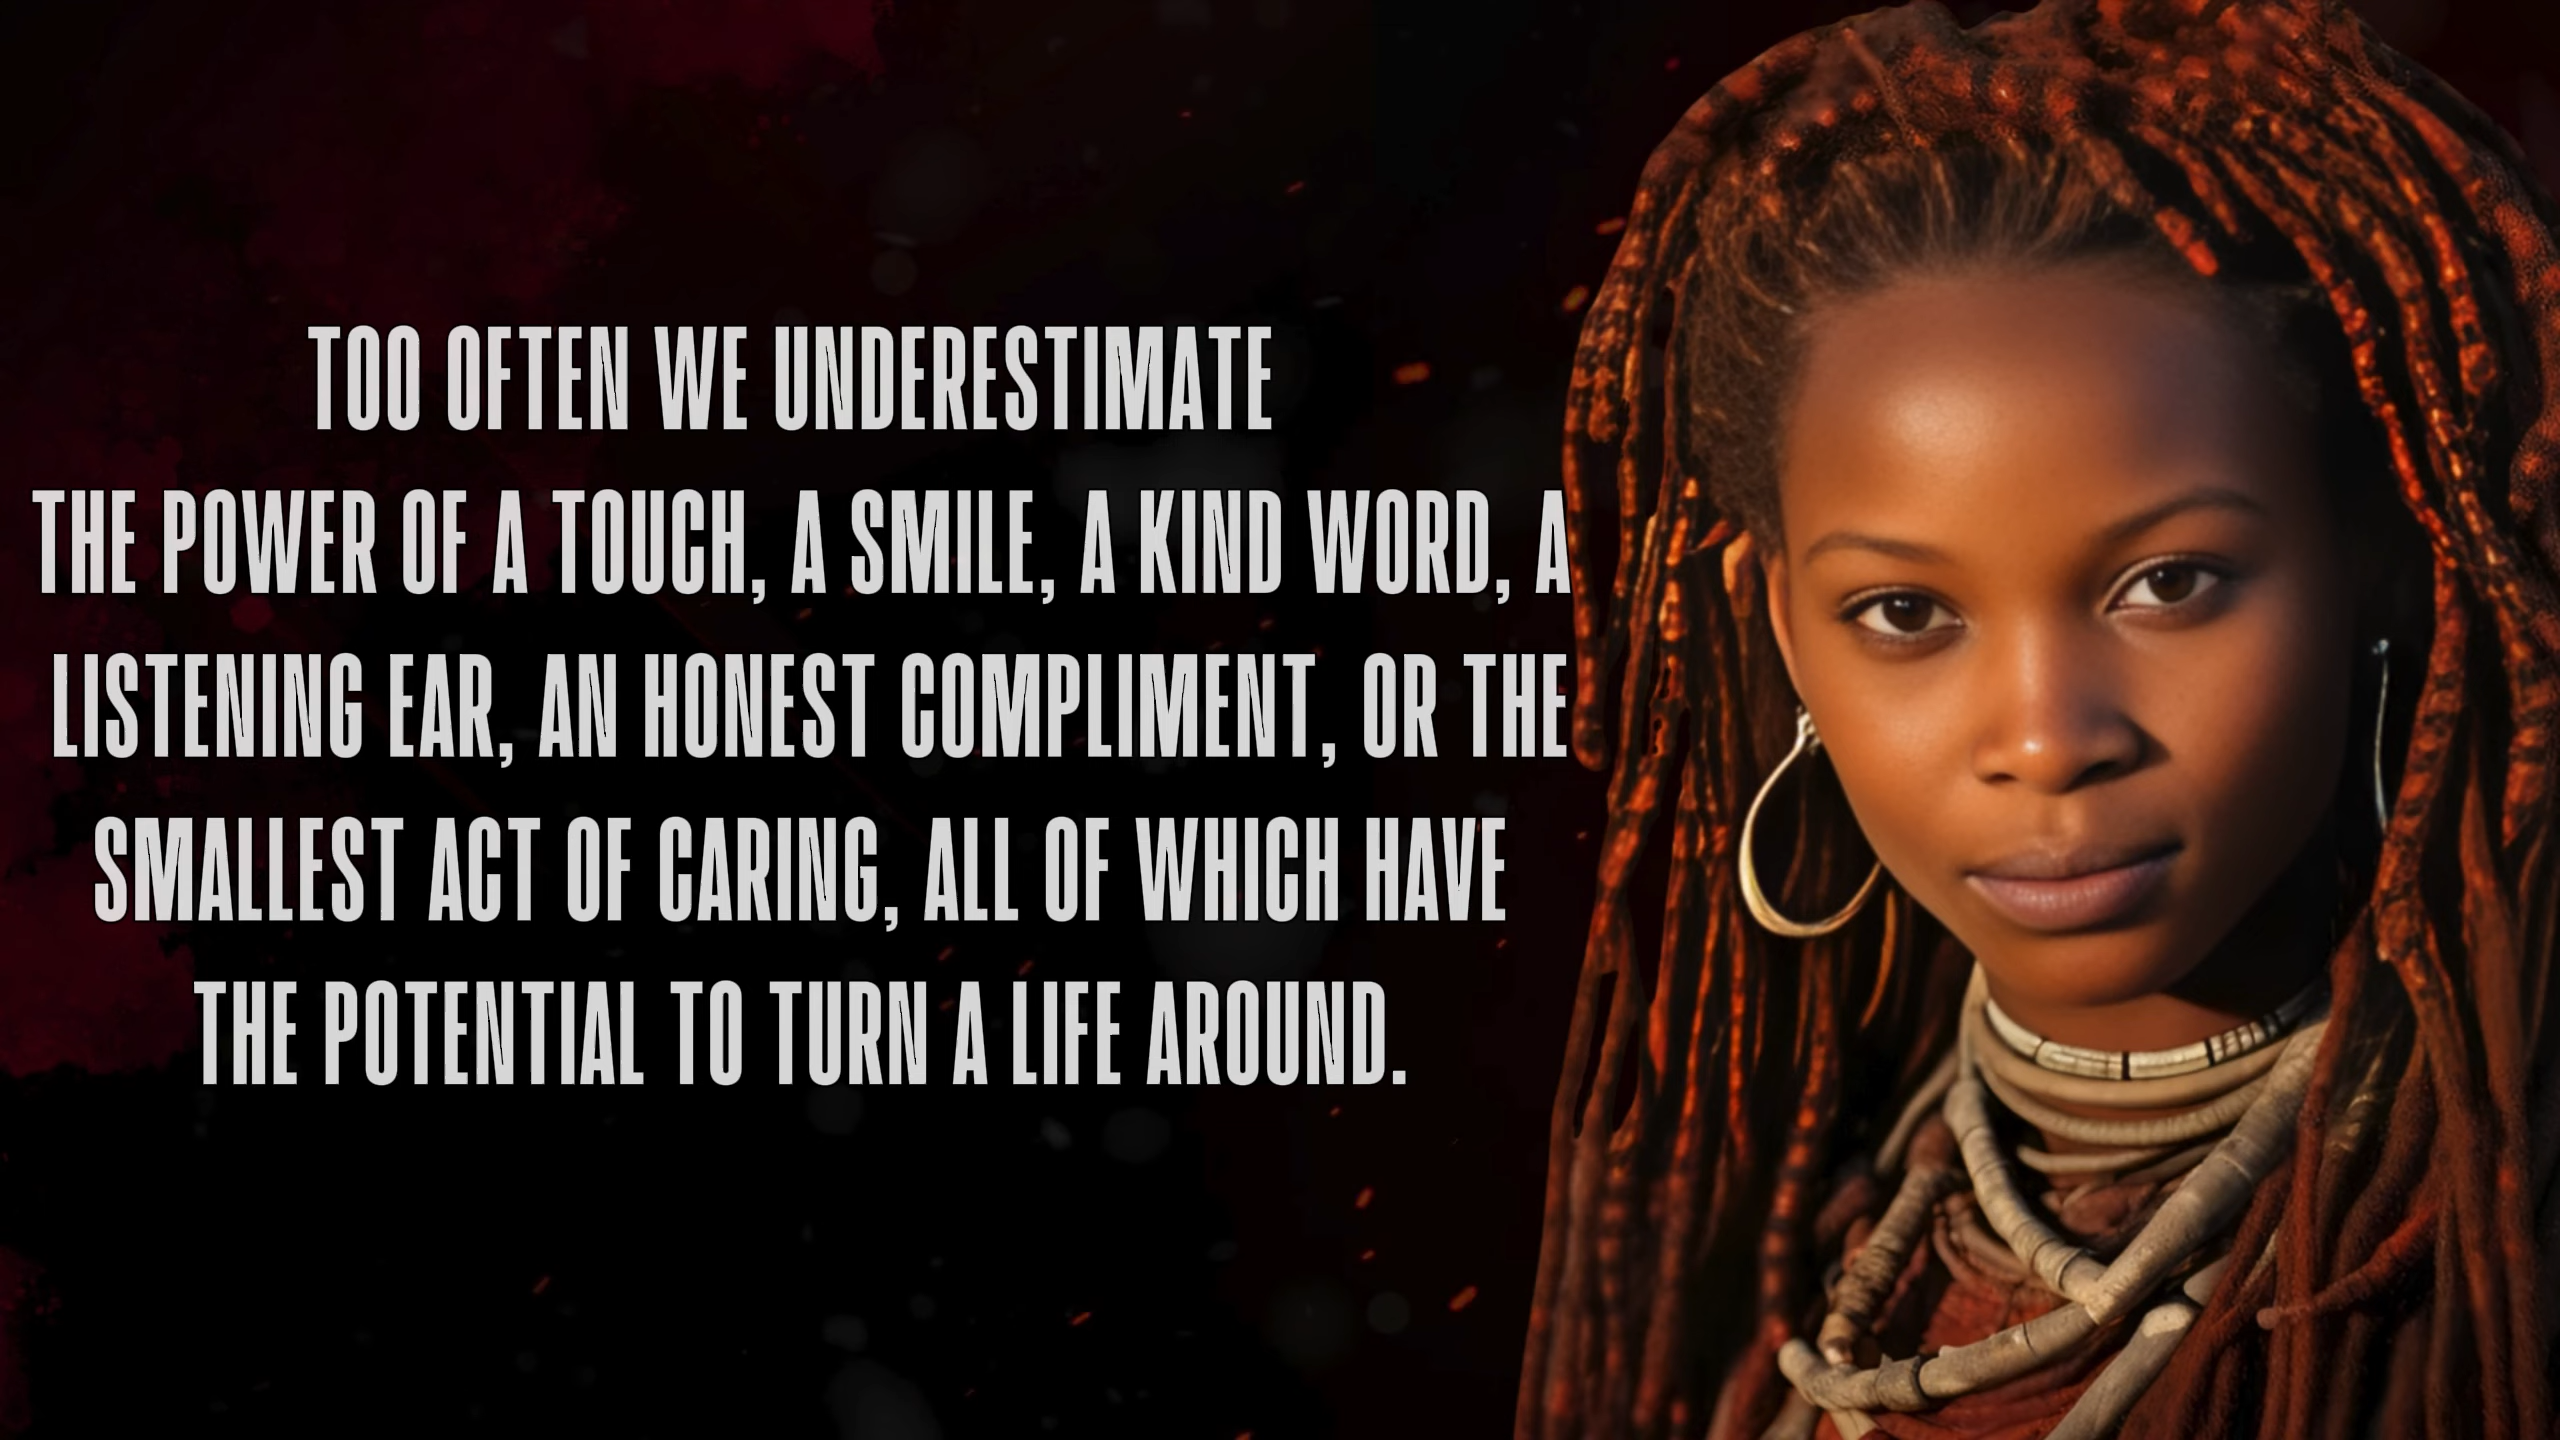 TOO OFTEN WE UNDERESTIMATE
THE POWER OF A TOUCH, A SMILE, A KIND WORD, A
LISTENING EAR, AN HONEST COMPLIMENT, OR THE
SMALLEST ACT OF CARING, ALL OF WHICH HAVE
THE POTENTIAL TO TURN A LIFE AROUND.